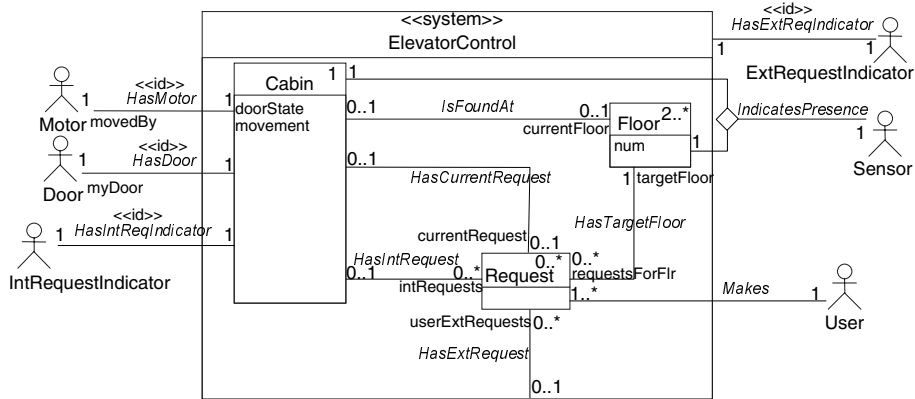 <<system>>
ElevatorControl
<<id>>
HasExtReqIndicator
1
1
ExtRequestIndicator
Cabin
1
1
doorState
movement
<<id>>
HasMotor
1
1
Motor
movedBy
0..1
IsFoundAt
0..1
currentFloor
Floor
2..*
num
1
IndicatesPresence
1
Sensor
<<id>>
HasDoor
1
1
Door
myDoor
0..1
HasCurrentRequest
1
targetFloor
<<id>>
HasIntReqIndicator
1
1
IntRequestIndicator
HasTargetFloor
currentRequest
0..1
HasIntRequest
0..1
0..*
intRequests
Request
0..*
0..*
requestsForFlr
1..*
Makes
1
User
userExtRequests
0..*
HasExtRequest
0..1